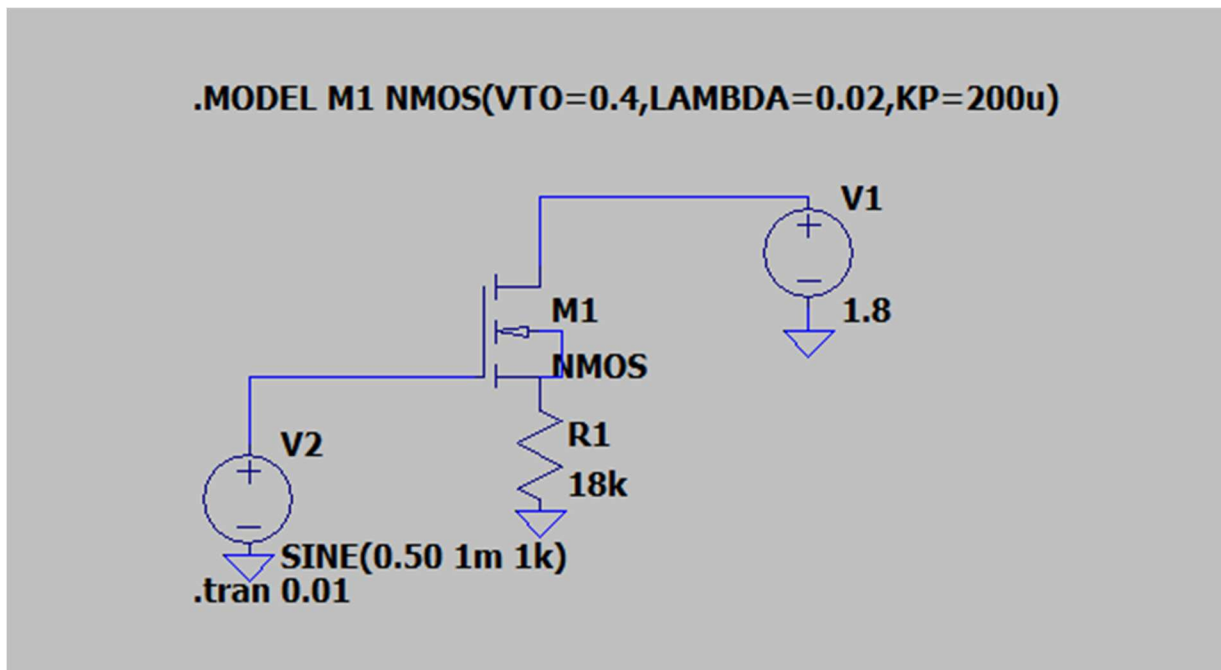 .MODEL M1 NMOS(VTO=0.4,LAMBDA=0.02,KP=200u)
V1
M1
1.8
NMOS
V2
R1
18k
SINE(0.50 1m 1k)
.tran 0.01